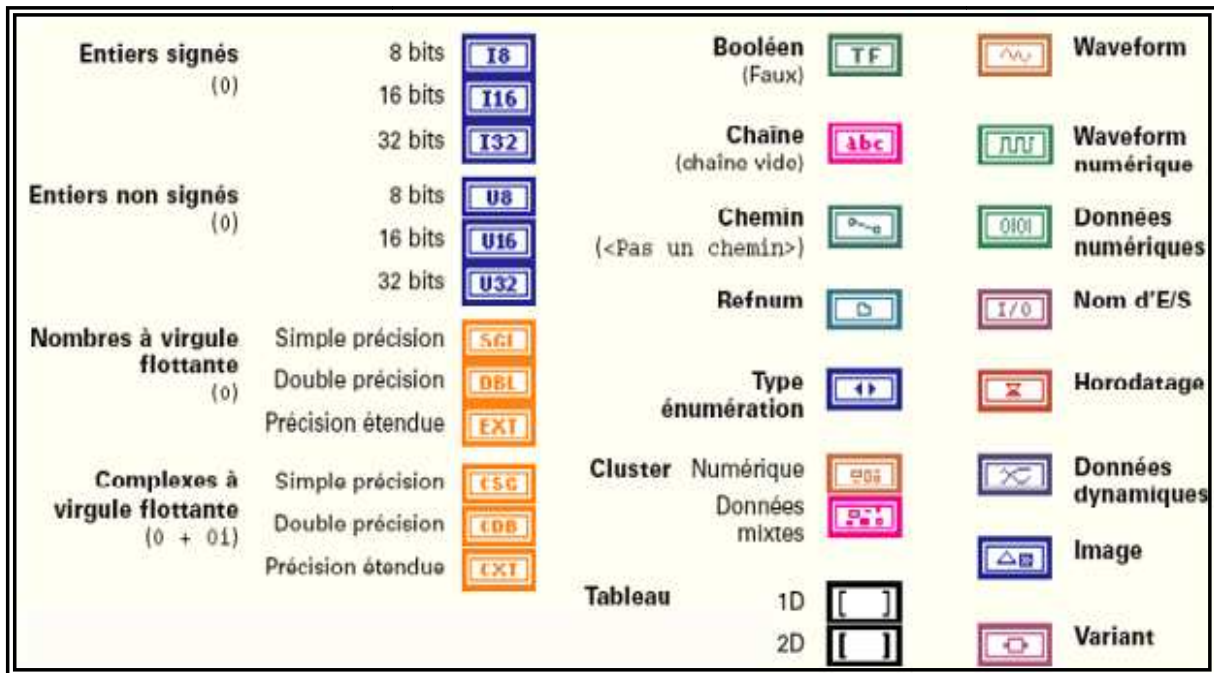 Entiers signés
(0)
8 bits I8
16 bits I16
32 bits I32
Entiers non signés
(0)
8 bits U8
16 bits U16
32 bits U32
Nombres à virgule
flottante
(0)
Simple précision SGL
Double précision DBL
Précision étendue EXT
Complexes à
virgule flottante
(0 + 0i)
Simple précision CSG
Double précision CDB
Précision étendue CXT
Booléen
(Faux)
TF
Chaîne
(chaîne vide)
abc
Chemin
(<Pas un chemin>)
Refnum
Type
énumération
Cluster Numérique
Données
mixtes
Tableau 1D [ ]
2D [ ]
Waveform
Waveform
numérique
0101 Données
numériques
I/O Nom d'E/S
Horodatage
Données
dynamiques
Image
Variant